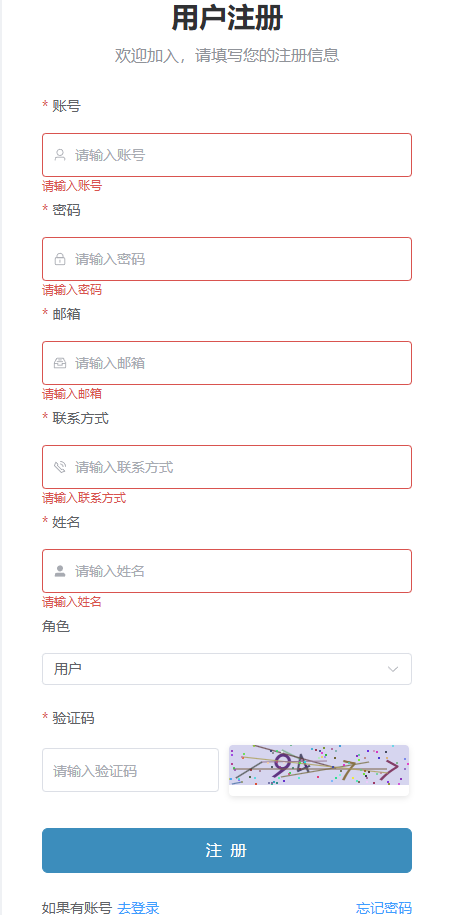 用户注册
欢迎加入，请填写您的注册信息
* 账号
请输入账号
请输入账号
* 密码
请输入密码
请输入密码
* 邮箱
请输入邮箱
请输入邮箱
* 联系方式
请输入联系方式
请输入联系方式
* 姓名
请输入姓名
请输入姓名
角色
用户
* 验证码
请输入验证码
注 册
如果有账号 去登录 忘记密码